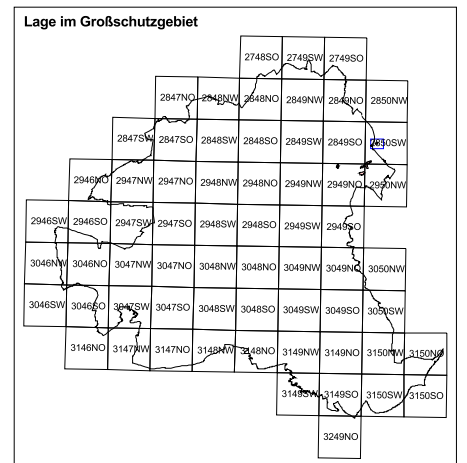 Lage im Großschutzgebiet
2748SO 2749SW 2749SO
2847NO 2848NW 2848NO 2849NW 2849NO 2850NW
2847SW 2847SO 2848SW 2848SO 2849SW 2849SO 2850SW
2946NO 2947NW 2947NO 2948NW 2948NO 2949NW 2949NO 2950NW
2946SW 2946SO 2947SW 2947SO 2948SW 2948SO 2949SW 2949SO
3046NW 3046NO 3047NW 3047NO 3048NW 3048NO 3049NW 3049NO 3050NW
3046SW 3046SO 3047SW 3047SO 3048SW 3048SO 3049SW 3049SO 3050SW
3146NO 3147NW 3147NO 3148NW 3148NO 3149NW 3149NO 3150NW 3150NO
3149SW 3149SO 3150SW 3150SO
3249NO